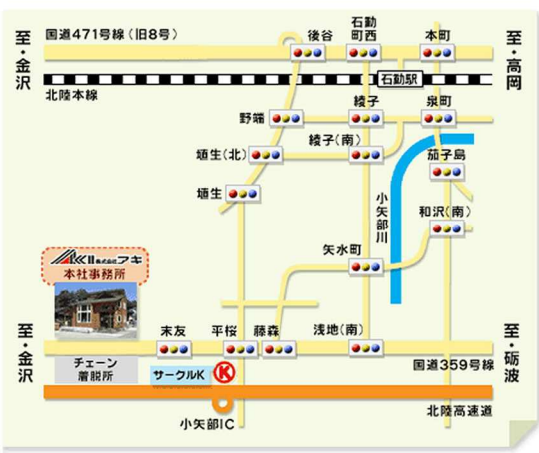 至・金沢
国道471号線(旧8号)
後谷
石動
町西
本町
至・高岡
石動駅
北陸本線
野端
綾子
泉町
綾子(南)
埴生(北)
茄子島
埴生
小矢部川
和沢(南)
矢水町
AKII 株式会社アキ
本社事務所
末友
平桜
藤森
浅地(南)
至・金沢
至・砺波
国道359号線
チェーン
着脱所
サークルK
K
北陸高速道
小矢部IC